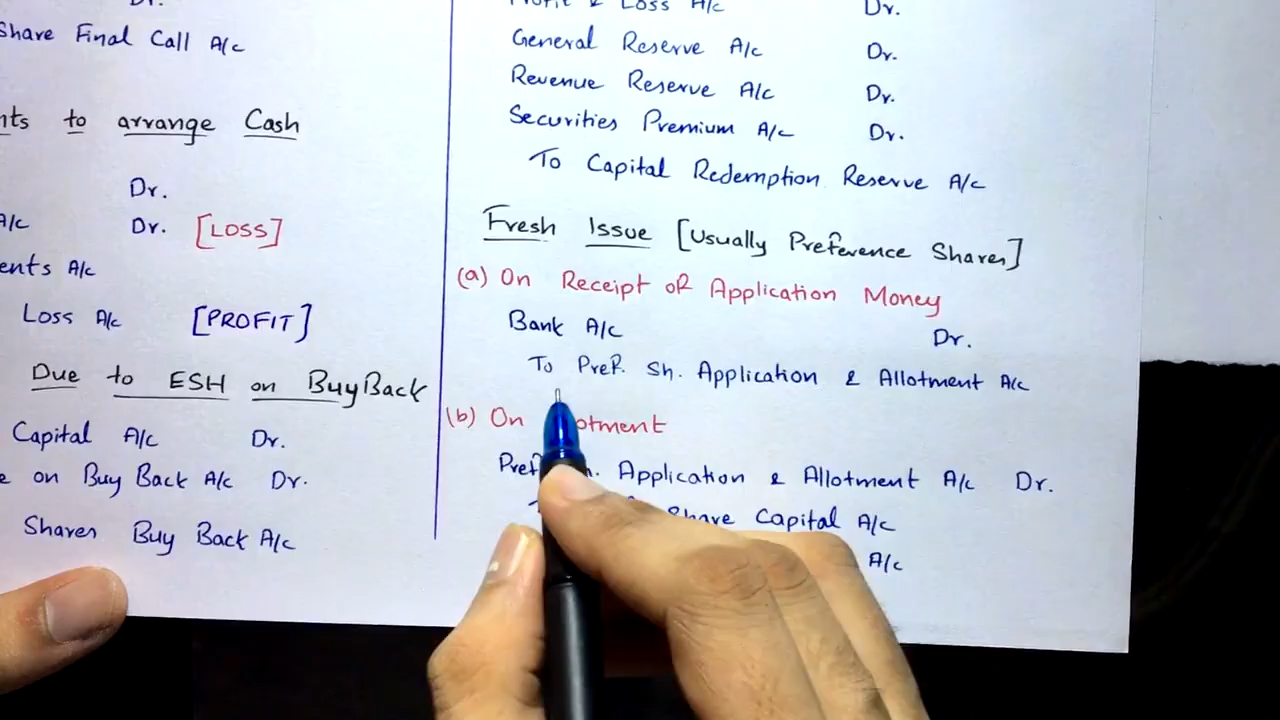 Dr.
Share Final Call A/c
to arrange Cash
Dr.
A/c Dr. [LOSS]
A/c
Loss A/c [PROFIT]
Due to ESH on BuyBack
Capital A/c Dr.
on Buy Back A/c Dr.
Shares Buy Back A/c
Profit & Loss A/c Dr.
General Reserve A/c Dr.
Revenue Reserve A/c Dr.
Securities Premium A/c Dr.
To Capital Redemption Reserve A/c
Fresh Issue [Usually Preference Shares]
(a) On Receipt of Application Money
Bank A/c Dr.
To Pref. Sh. Application & Allotment A/c
(b) On
Application & Allotment A/c Dr.
Share Capital A/c
A/c